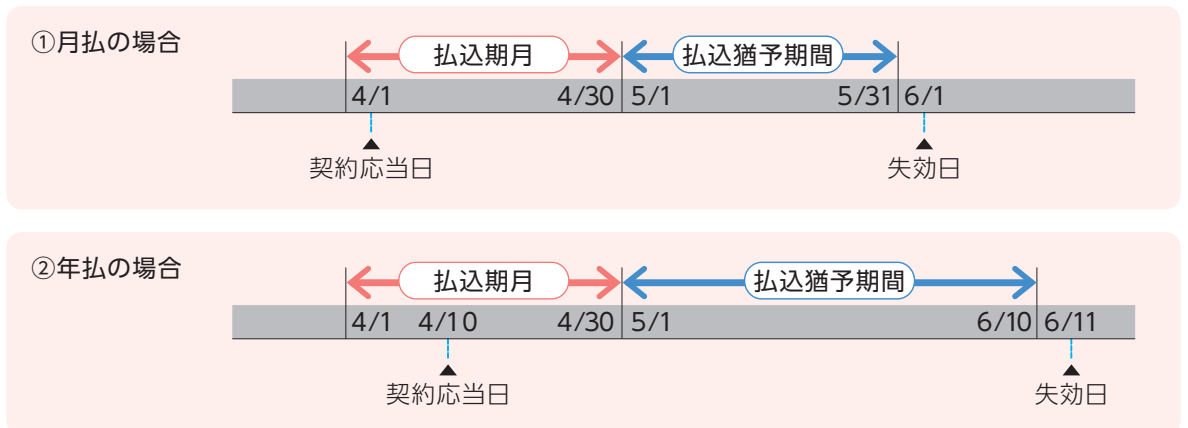 ①月払の場合
払込期月 払込猶予期間
4/1 4/30 5/1 5/31 6/1
契約応当日 失効日
②年払の場合
払込期月 払込猶予期間
4/1 4/10 4/30 5/1 6/10 6/11
契約応当日 失効日